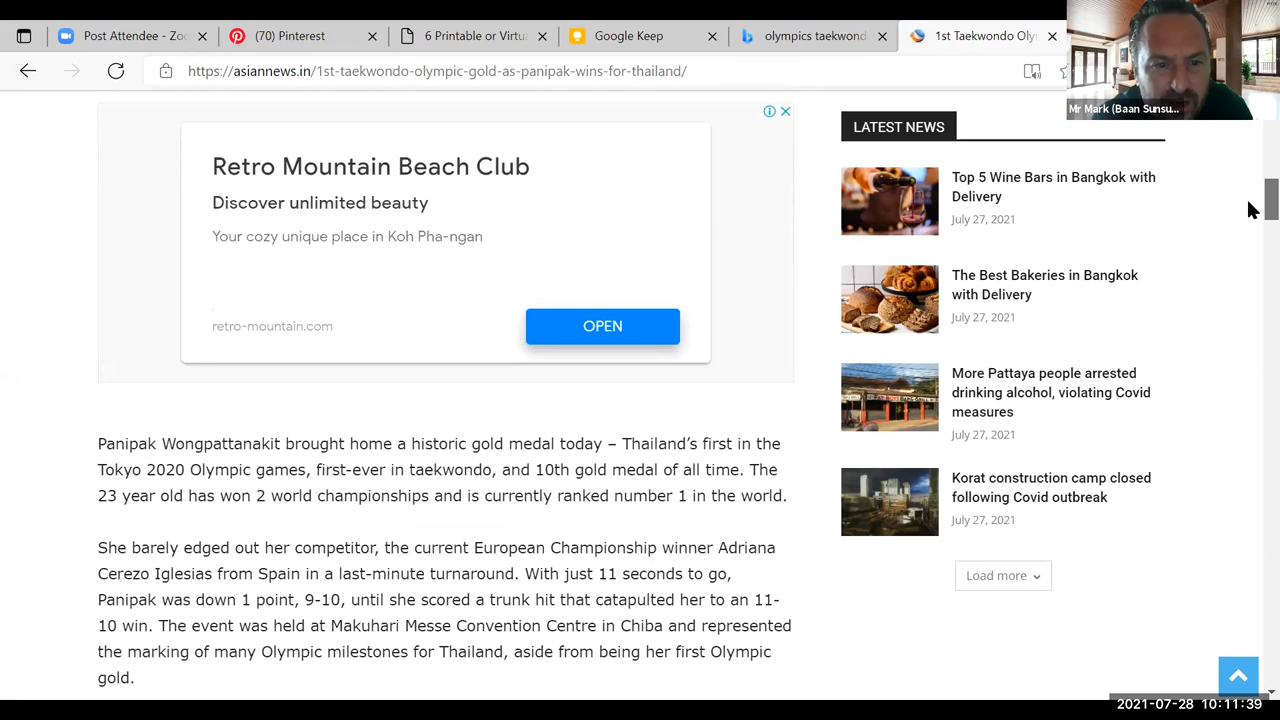 Post Attendee - Zo
(70) Pinterest
6 Printable or Virtu
Google Keep
olympics taekwond
1st Taekwondo Oly
https://asiannews.in/1st-taekwondo-olympic-gold-as-panipak-wins-for-thailand/
Mr Mark (Baan Sunsu...
Retro Mountain Beach Club
Discover unlimited beauty
Your cozy unique place in Koh Pha-ngan
retro-mountain.com
OPEN
Panipak Wongpattanakit bought home a historic gold medal today – Thailand’s first in the
Tokyo 2020 Olympic games, first-ever in taekwondo, and 10th gold medal of all time. The
23 year old has won 2 world championships and is currently ranked number 1 in the world.
She barely edged out her competitor, the current European Championship winner Adriana
Cerezo Iglesias from Spain in a last-minute turnaround. With just 11 seconds to go,
Panipak was down 1 point, 9-10, until she scored a trunk hit that catapulted her to an 11-
10 win. The event was held at Makuhari Messe Convention Centre in Chiba and represented
the marking of many Olympic milestones for Thailand, aside from being her first Olympic
gold.
LATEST NEWS
Top 5 Wine Bars in Bangkok with
Delivery
July 27, 2021
The Best Bakeries in Bangkok
with Delivery
July 27, 2021
More Pattaya people arrested
drinking alcohol, violating Covid
measures
July 27, 2021
Korat construction camp closed
following Covid outbreak
July 27, 2021
Load more
2021-07-28 10:11:39